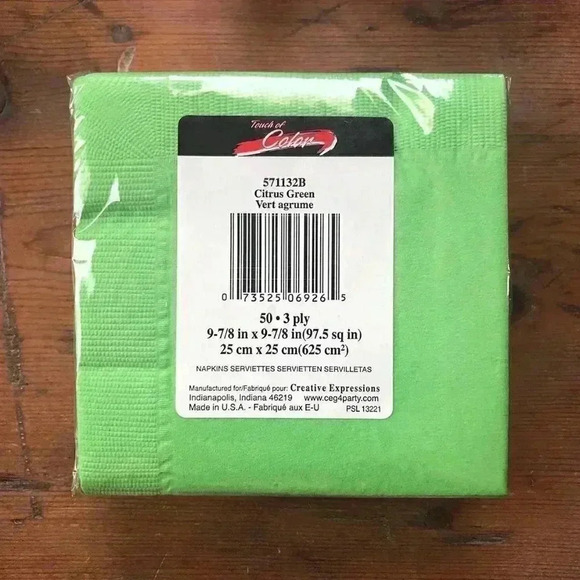 Touch of
Color
571132B
Citrus Green
Vert agrume
0 73525 06926 5
50 • 3 ply
9-7/8 in x 9-7/8 in(97.5 sq in)
25 cm x 25 cm(625 cm²)
NAPKINS SERVIETTES SERVIETTEN SERVILLETAS
Manufactured for/Fabriqué pour: Creative Expressions
Indianapolis, Indiana 46219 www.ceg4party.com
Made in U.S.A. - Fabriqué aux E-U PSL 13221